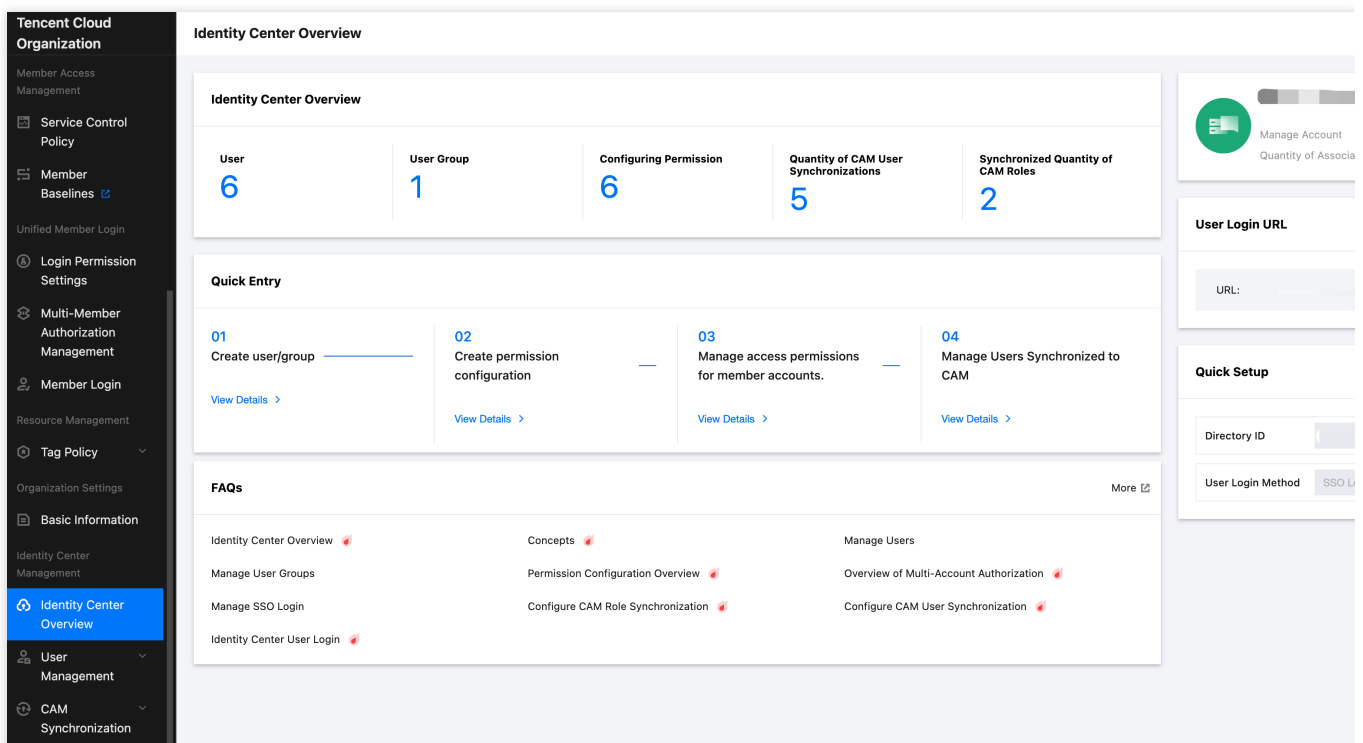 Tencent Cloud
Organization
Member Access
Management
Service Control
Policy
Member
Baselines
Unified Member Login
Login Permission
Settings
Multi-Member
Authorization
Management
Member Login
Resource Management
Tag Policy
Organization Settings
Basic Information
Identity Center
Management
Identity Center
Overview
User
Management
CAM
Synchronization
Identity Center Overview
Identity Center Overview
User
6
User Group
1
Configuring Permission
6
Quantity of CAM User
Synchronizations
5
Synchronized Quantity of
CAM Roles
2
Quick Entry
01
Create user/group
View Details
02
Create permission
configuration
View Details
03
Manage access permissions
for member accounts.
View Details
04
Manage Users Synchronized to
CAM
View Details
FAQs
More
Identity Center Overview
Concepts
Manage Users
Manage User Groups
Permission Configuration Overview
Overview of Multi-Account Authorization
Manage SSO Login
Configure CAM Role Synchronization
Configure CAM User Synchronization
Identity Center User Login
Manage Account
Quantity of Associa
User Login URL
URL:
Quick Setup
Directory ID
User Login Method
SSO L